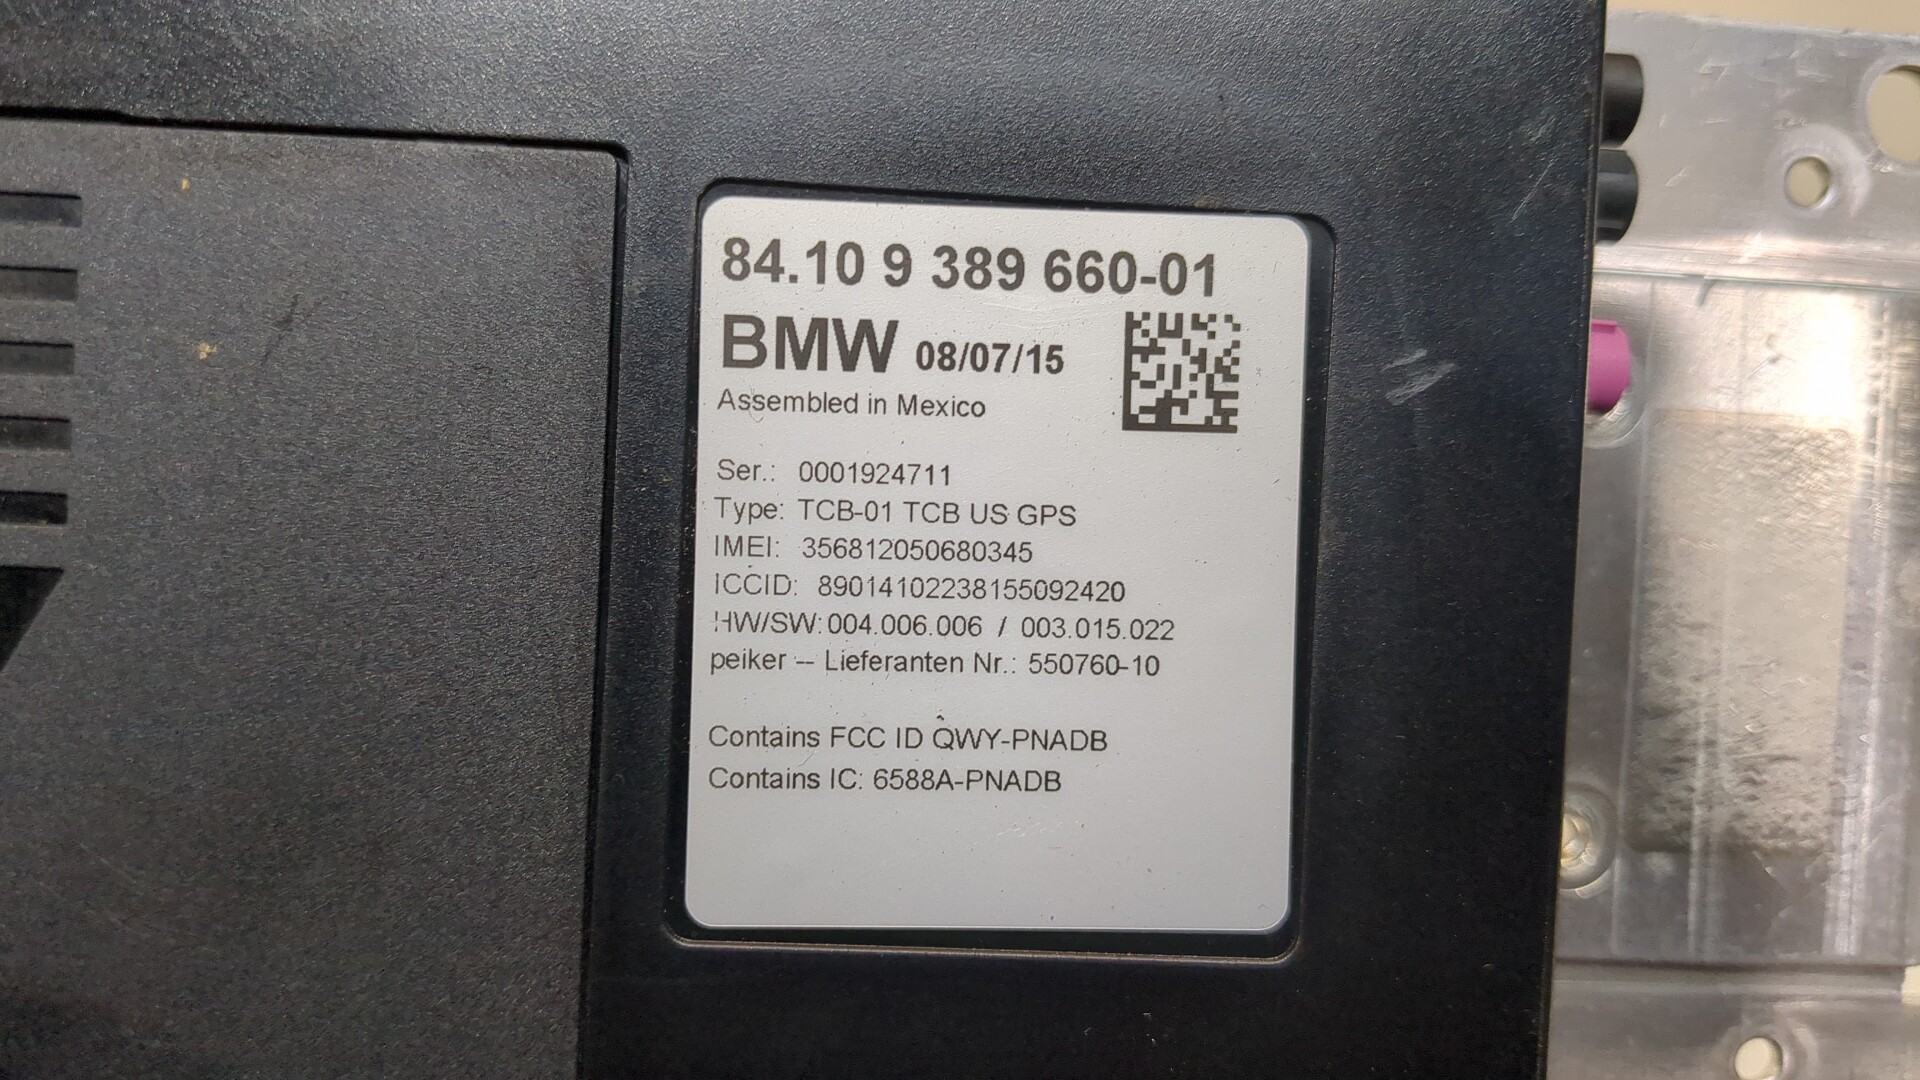 84.10 9 389 660-01
BMW 08/07/15
Assembled in Mexico
Ser.: 0001924711
Type: TCB-01 TCB US GPS
IMEI: 356812050680345
ICCID: 89014102238155092420
HW/SW: 004.006.006 / 003.015.022
peiker -- Lieferanten Nr.: 550760-10
Contains FCC ID QWY-PNADB
Contains IC: 6588A-PNADB